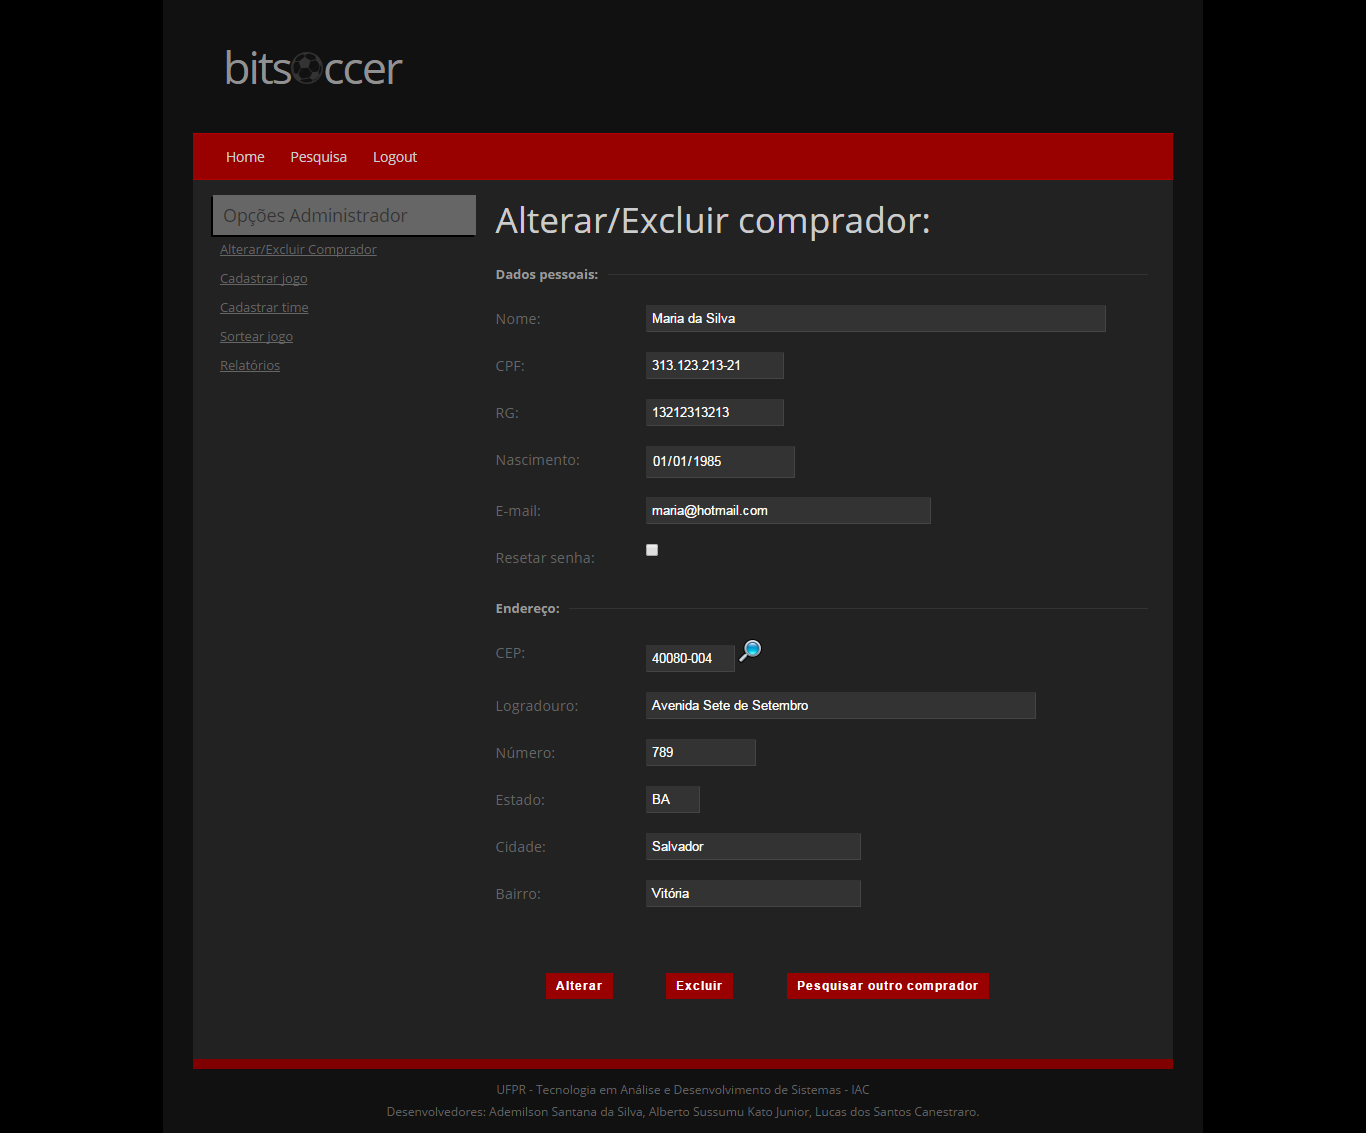 bitsoccer
Home Pesquisa Logout
Opções Administrador
Alterar/Excluir Comprador
Cadastrar jogo
Cadastrar time
Sortear jogo
Relatórios
Alterar/Excluir comprador:
Dados pessoais:
Nome: Maria da Silva
CPF: 313.123.213-21
RG: 13212313213
Nascimento: 01/01/1985
E-mail: maria@hotmail.com
Resetar senha:
Endereço:
CEP: 40080-004
Logradouro: Avenida Sete de Setembro
Número: 789
Estado: BA
Cidade: Salvador
Bairro: Vitória
Alterar Excluir Pesquisar outro comprador
UFPR - Tecnologia em Análise e Desenvolvimento de Sistemas - IAC
Desenvolvedores: Ademilson Santana da Silva, Alberto Sussumu Kato Junior, Lucas dos Santos Canestraro.